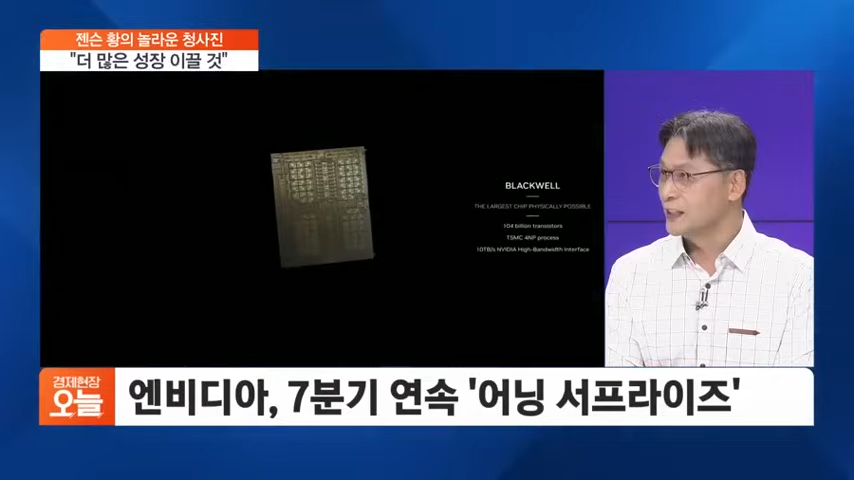 젠슨 황의 놀라운 청사진
"더 많은 성장 이끌 것"
BLACKWELL
THE LARGEST CHIP PHYSICALLY POSSIBLE
104 billion transistors
TSMC 4NP process
10TB/s NVIDIA High-Bandwidth Interface
경제현장
오늘
엔비디아, 7분기 연속 '어닝 서프라이즈'